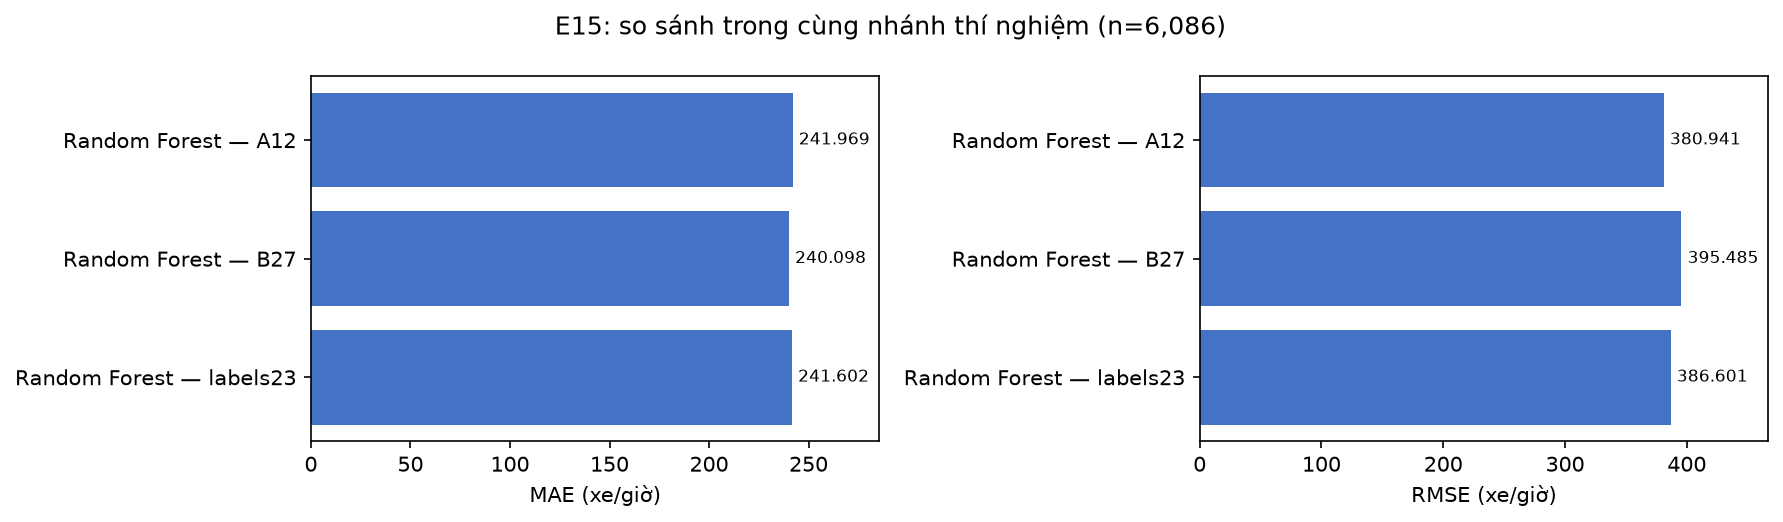 E15: so sánh trong cùng nhánh thí nghiệm (n=6,086)
Random Forest — A12
241.969
Random Forest — B27
240.098
Random Forest — labels23
241.602
0 50 100 150 200 250
MAE (xe/giờ)
Random Forest — A12
380.941
Random Forest — B27
395.485
Random Forest — labels23
386.601
0 100 200 300 400
RMSE (xe/giờ)